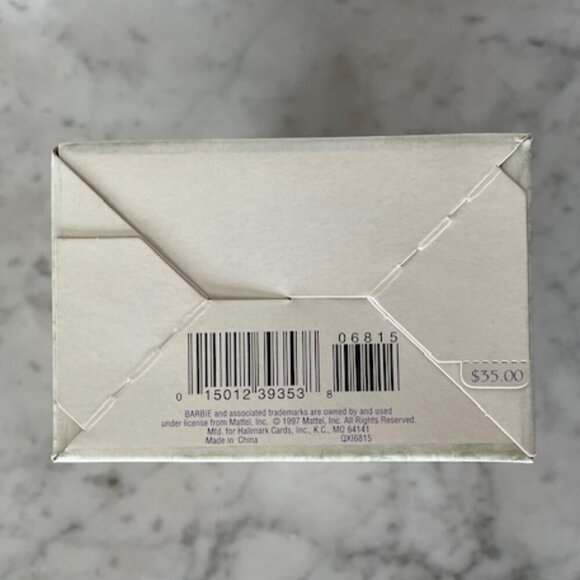 06815
0 15012 39353 8
$35.00
BARBIE and associated trademarks are owned by and used
under license from Mattel, Inc. © 1997 Mattel, Inc. All Rights Reserved.
Mfd. for Hallmark Cards, Inc., K.C., MO 64141
Made in China QXI6815